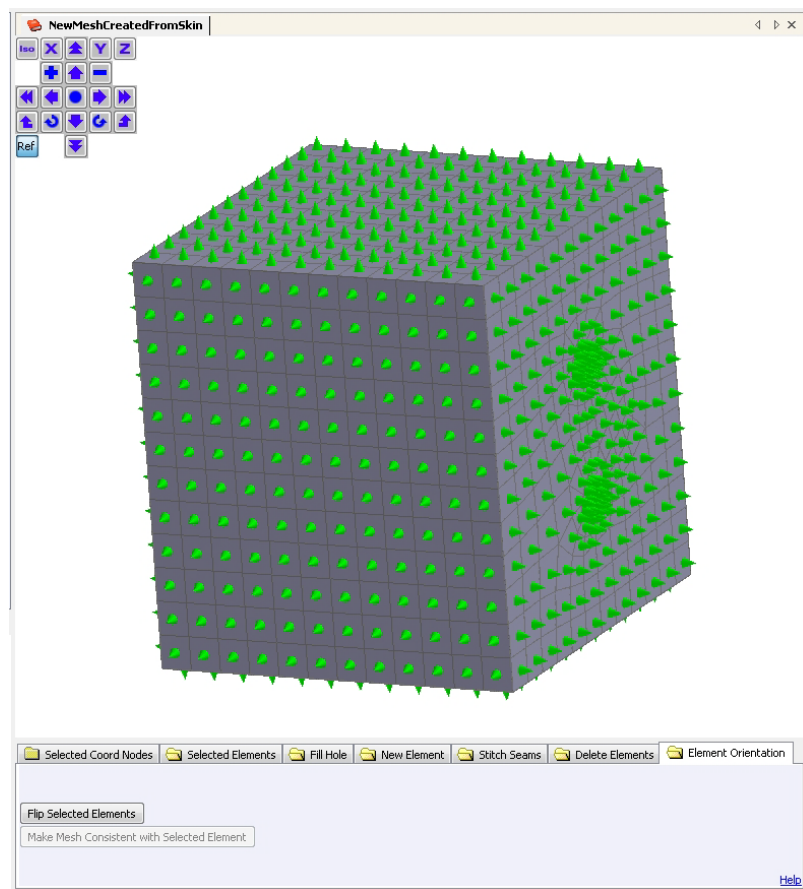 NewMeshCreatedFromSkin
Iso X Y Z
Ref
Selected Coord Nodes Selected Elements Fill Hole New Element Stitch Seams Delete Elements Element Orientation
Flip Selected Elements
Make Mesh Consistent with Selected Element
Help